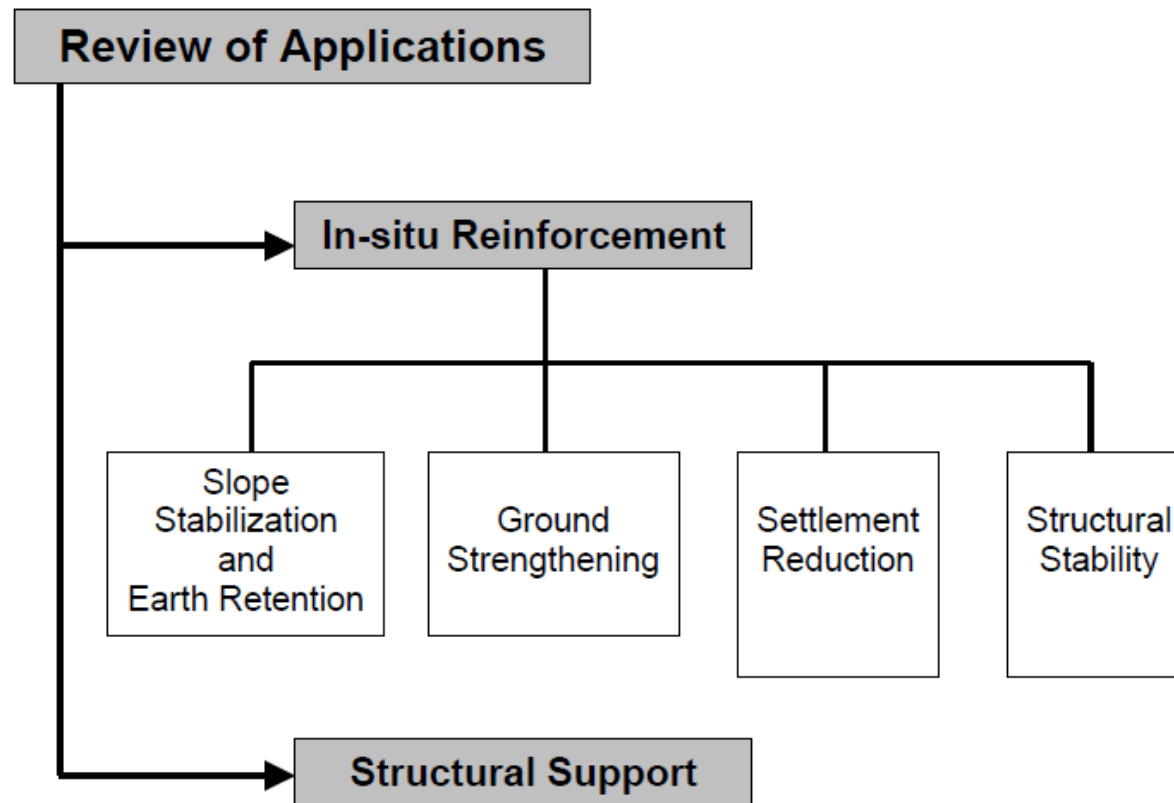 Review of Applications
In-situ Reinforcement
Slope
Stabilization
and
Earth Retention
Ground
Strengthening
Settlement
Reduction
Structural
Stability
Structural Support